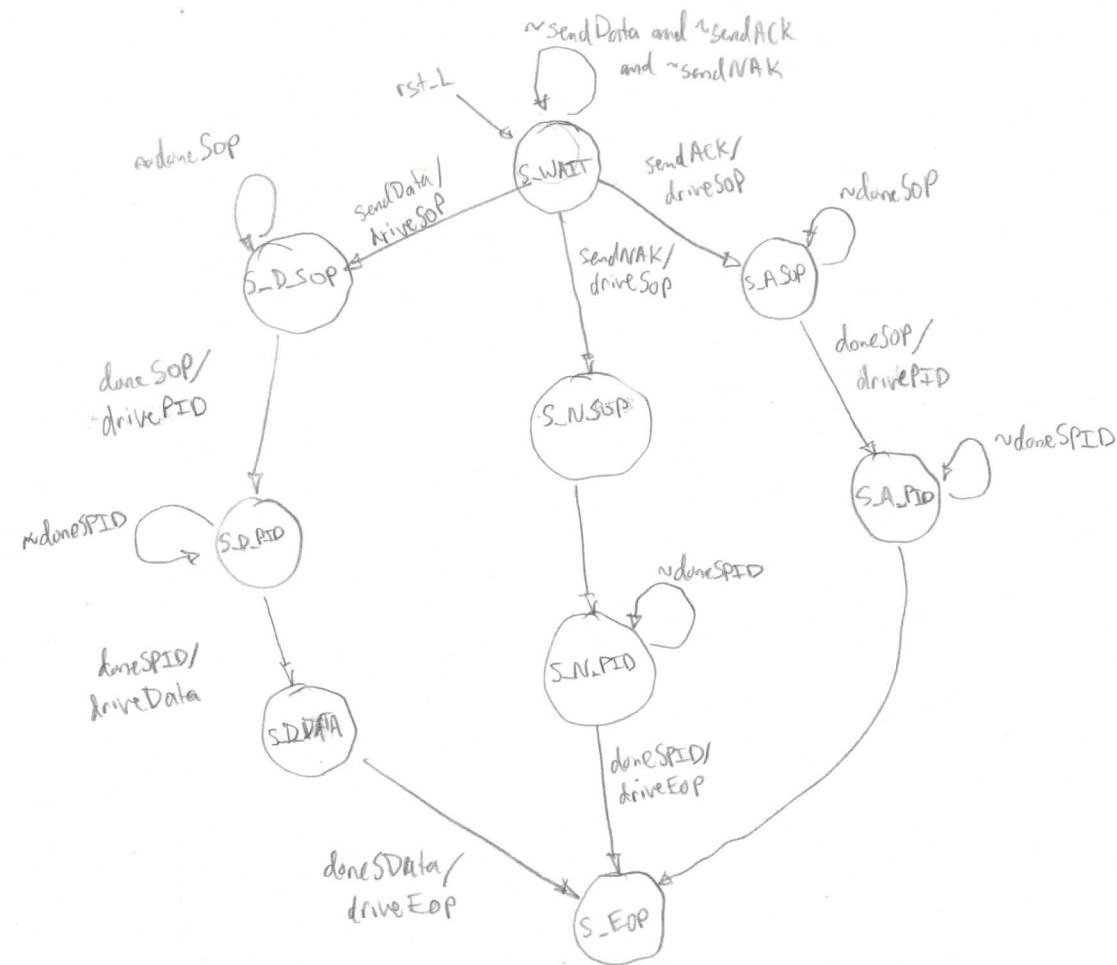 ~sendData and ~sendACK
and ~sendNAK
rst_L
S_WAIT
~doneSOP
sendData/
driveSOP
sendACK/
driveSOP
~doneSOP
S_D_SOP
sendNAK/
driveSOP
S_A_SOP
doneSOP/
drivePID
doneSOP/
drivePID
S_N_SOP
~doneSPID
S_A_PID
~doneSPID
S_D_PID
~doneSPID
doneSPID/
driveData
S_N_PID
S_D_DATA
doneSPID/
driveEOP
doneSData/
driveEOP
S_EOP